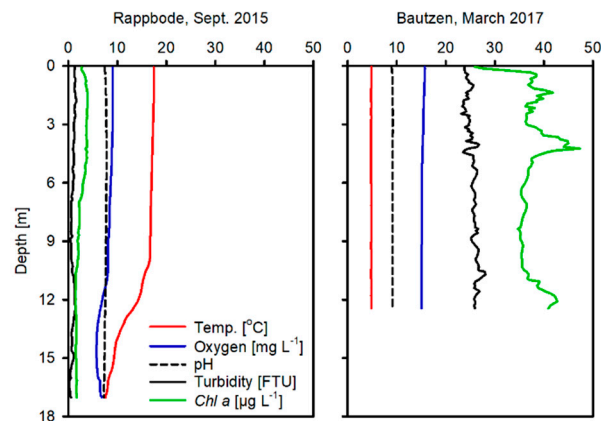 Rappbode, Sept. 2015
Bautzen, March 2017
0 10 20 30 40 50
0 10 20 30 40 50
0
3
6
9
12
15
18
Depth [m]
Temp. [°C]
Oxygen [mg L⁻¹]
pH
Turbidity [FTU]
Chl a [µg L⁻¹]